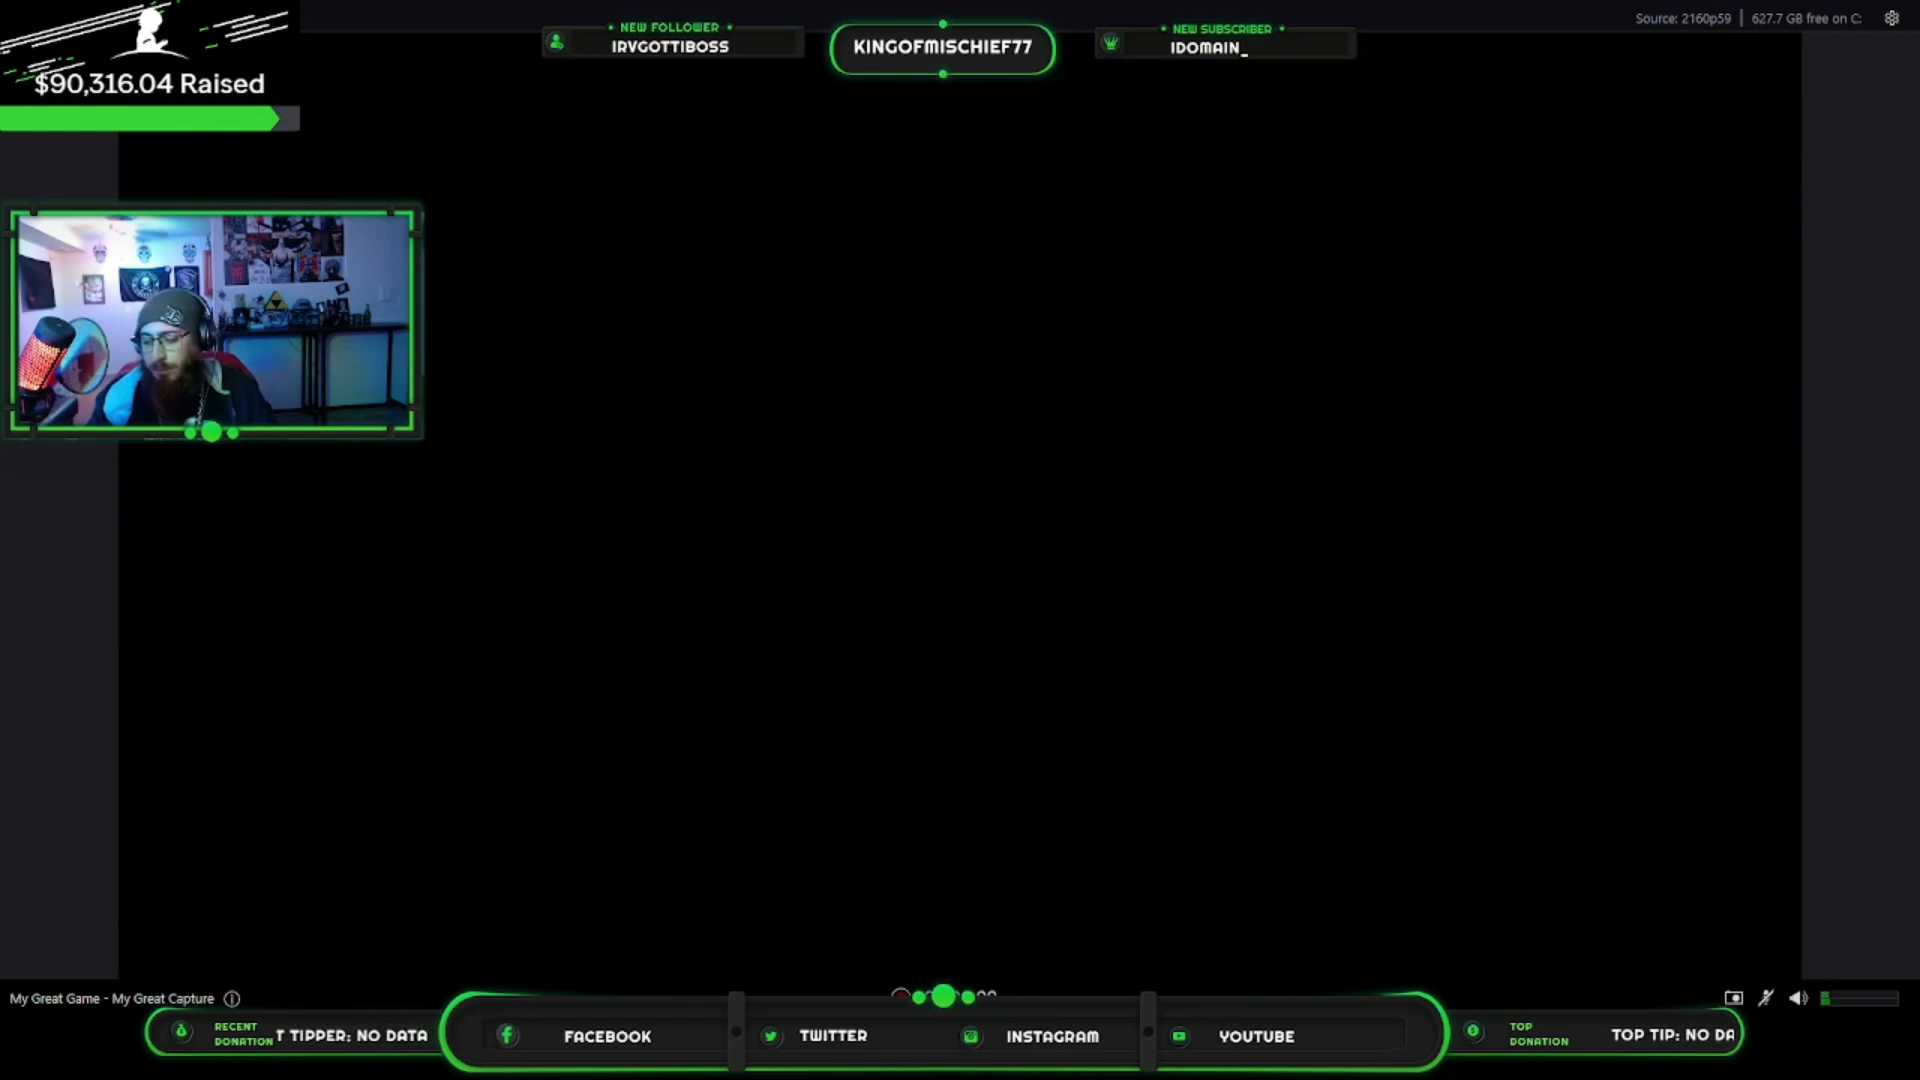 Source: 2160p59 | 627.7 GB free on C:
NEW FOLLOWER
IRVGOTTIBOSS
KINGOFMISCHIEF77
NEW SUBSCRIBER
IDOMAIN_
$90,316.04 Raised
My Great Game - My Great Capture
RECENT DONATION
T TIPPER: NO DATA
FACEBOOK
TWITTER
INSTAGRAM
YOUTUBE
TOP DONATION
TOP TIP: NO DA